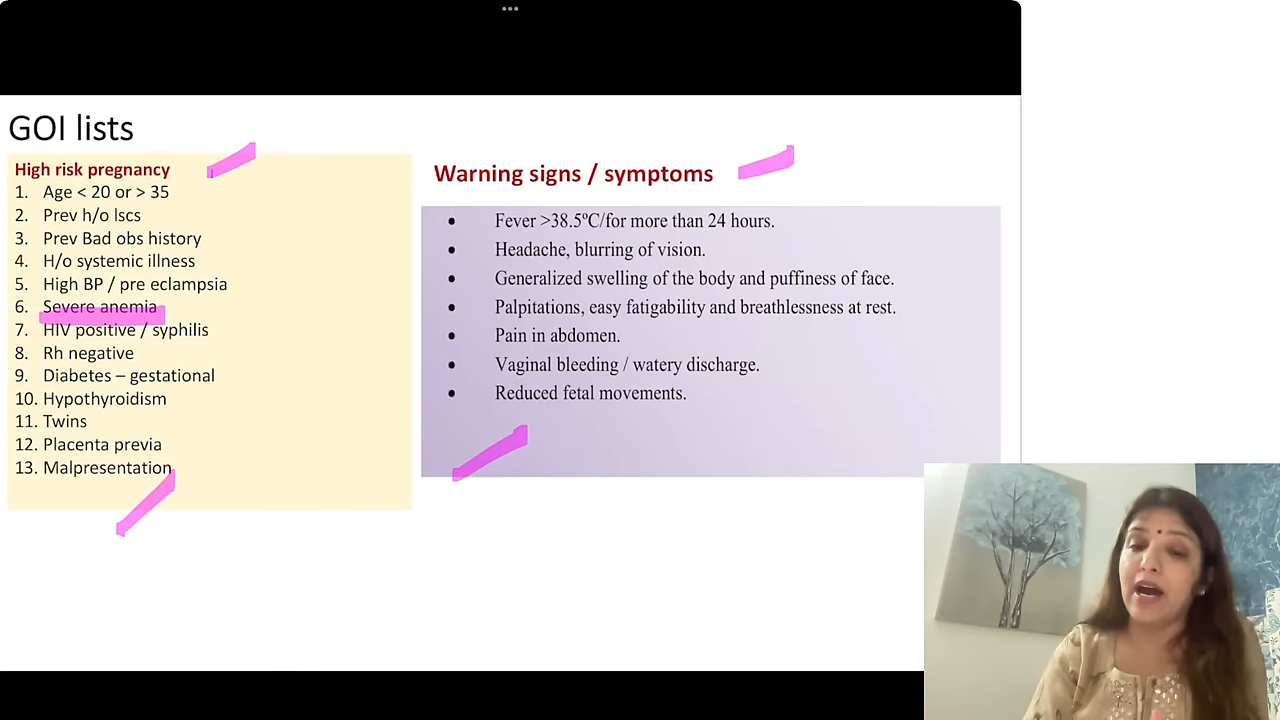 GOI lists
High risk pregnancy
1. Age < 20 or > 35
2. Prev h/o lscs
3. Prev Bad obs history
4. H/o systemic illness
5. High BP / pre eclampsia
6. Severe anemia
7. HIV positive / syphilis
8. Rh negative
9. Diabetes – gestational
10. Hypothyroidism
11. Twins
12. Placenta previa
13. Malpresentation
Warning signs / symptoms
• Fever >38.5ºC/for more than 24 hours.
• Headache, blurring of vision.
• Generalized swelling of the body and puffiness of face.
• Palpitations, easy fatigability and breathlessness at rest.
• Pain in abdomen.
• Vaginal bleeding / watery discharge.
• Reduced fetal movements.